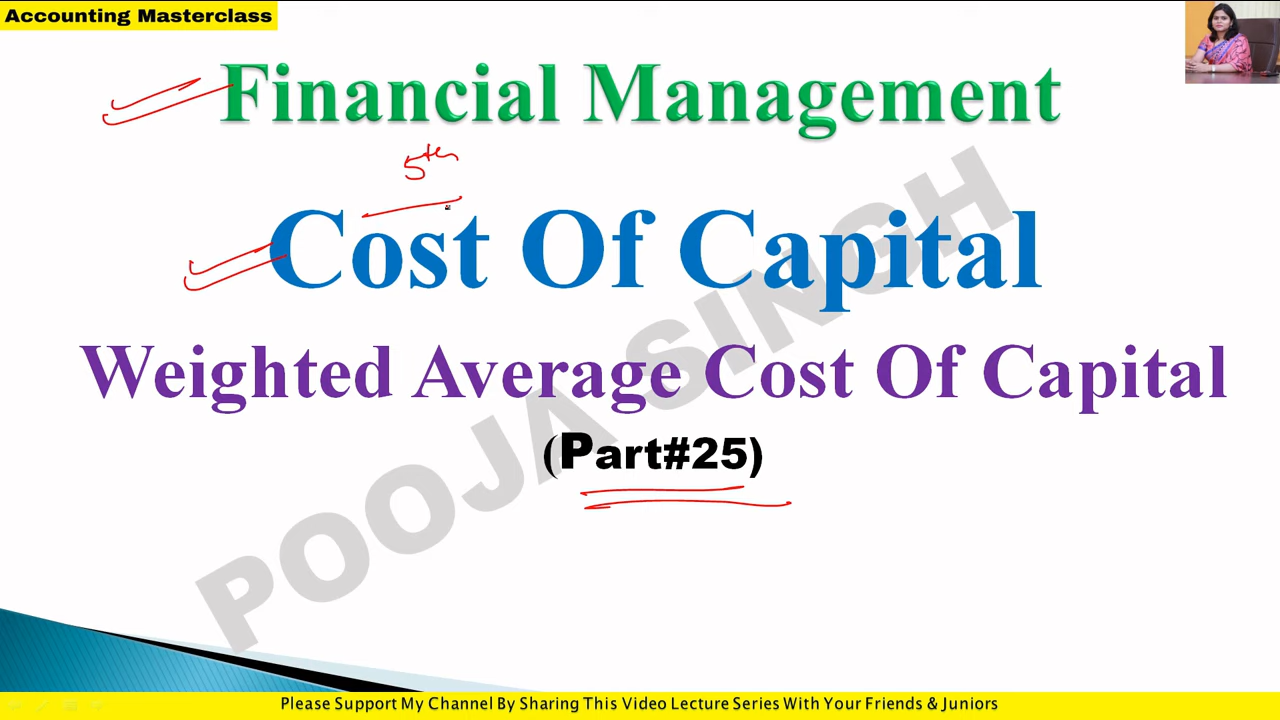 Accounting Masterclass
Financial Management
5th
Cost Of Capital
Weighted Average Cost Of Capital
(Part#25)
POOJA SINGH
Please Support My Channel By Sharing This Video Lecture Series With Your Friends & Juniors